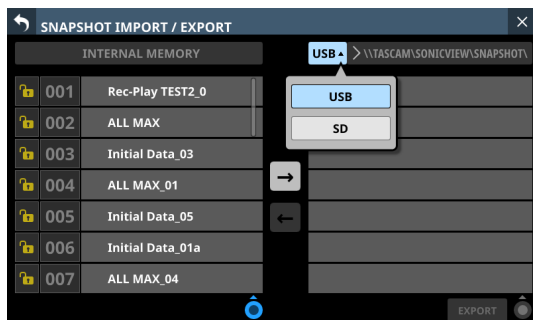 SNAPSHOT IMPORT / EXPORT
INTERNAL MEMORY
USB \\TASCAM\SONICVIEW\SNAPSHOT\
USB
SD
001 Rec-Play TEST2_0
002 ALL MAX
003 Initial Data_03
004 ALL MAX_01
005 Initial Data_05
006 Initial Data_01a
007 ALL MAX_04
EXPORT